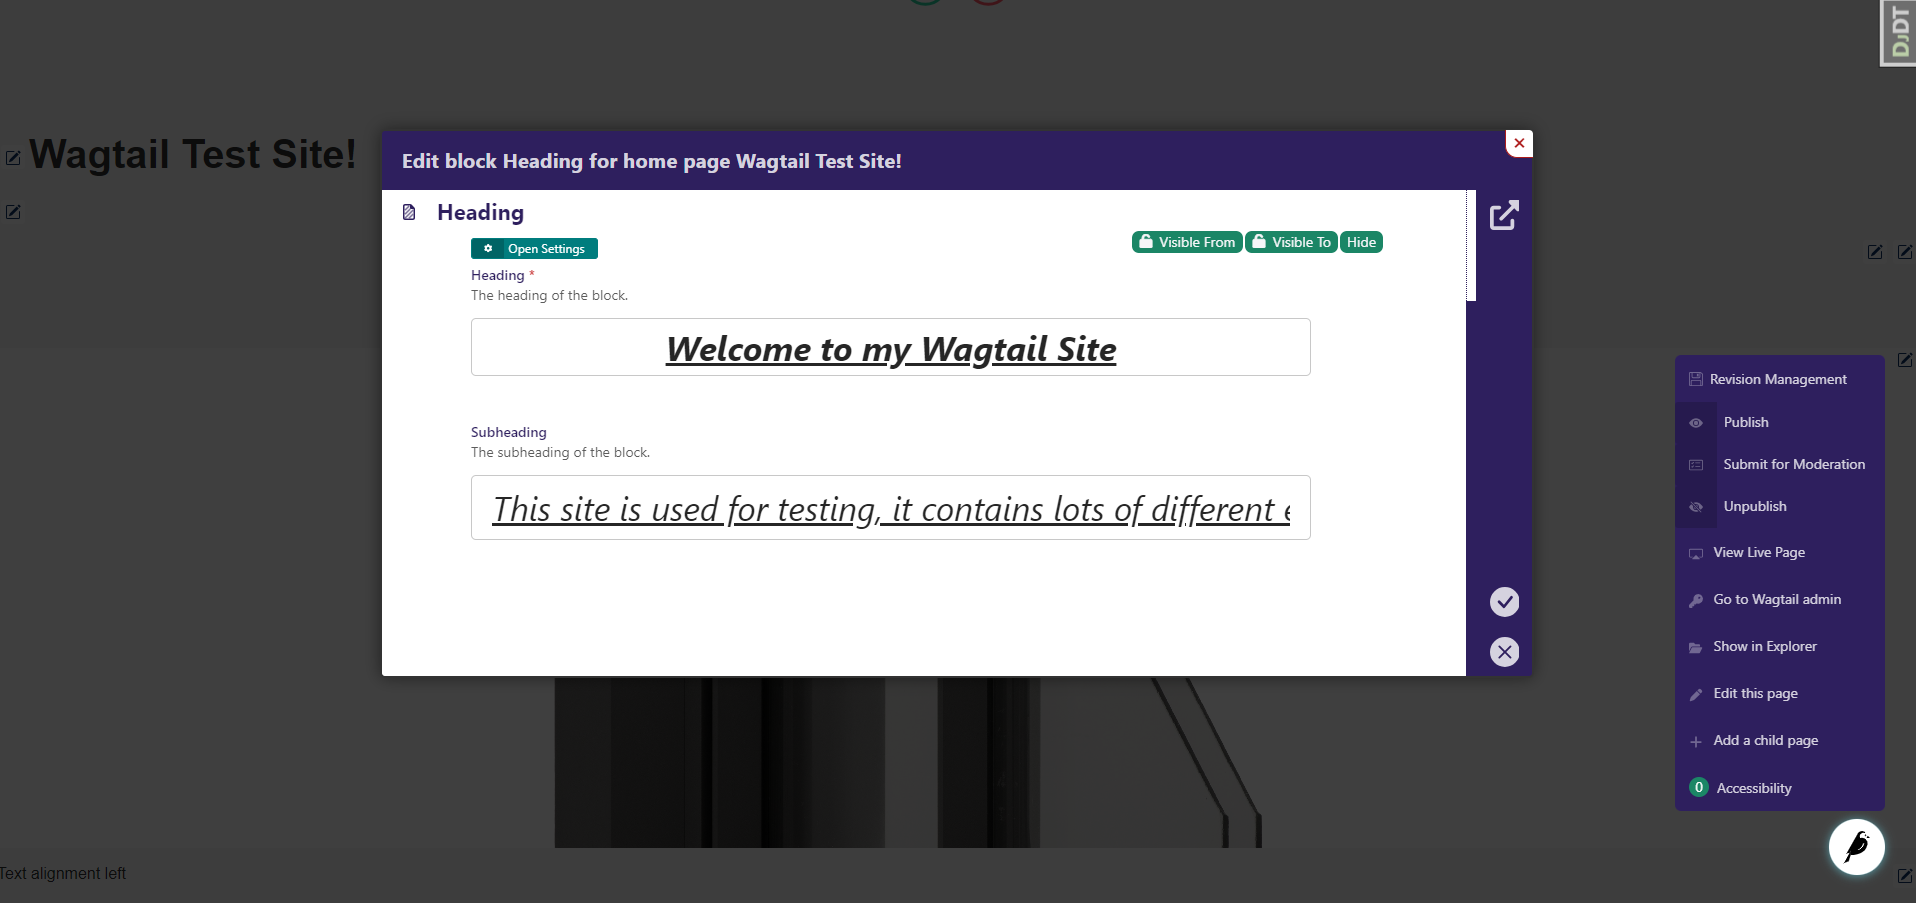 DJDT
Wagtail Test Site!
Edit block Heading for home page Wagtail Test Site!
Heading
Open Settings
Visible From
Visible To
Hide
Heading *
The heading of the block.
Welcome to my Wagtail Site
Subheading
The subheading of the block.
This site is used for testing, it contains lots of different
Revision Management
Publish
Submit for Moderation
Unpublish
View Live Page
Go to Wagtail admin
Show in Explorer
Edit this page
Add a child page
0 Accessibility
Text alignment left